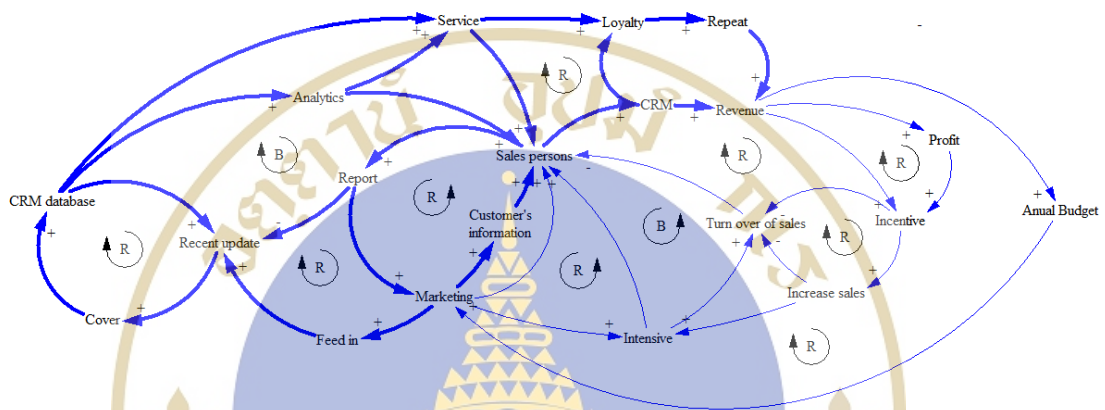 Service
Loyalty
Repeat
Analytics
CRM
Revenue
Profit
Sales persons
Report
CRM database
Recent update
Customer's
information
Turn over of sales
Incentive
Anual Budget
Increase sales
Marketing
Cover
Feed in
Intensive
R
B
R
R
R
R
R
B
R
R
R
R